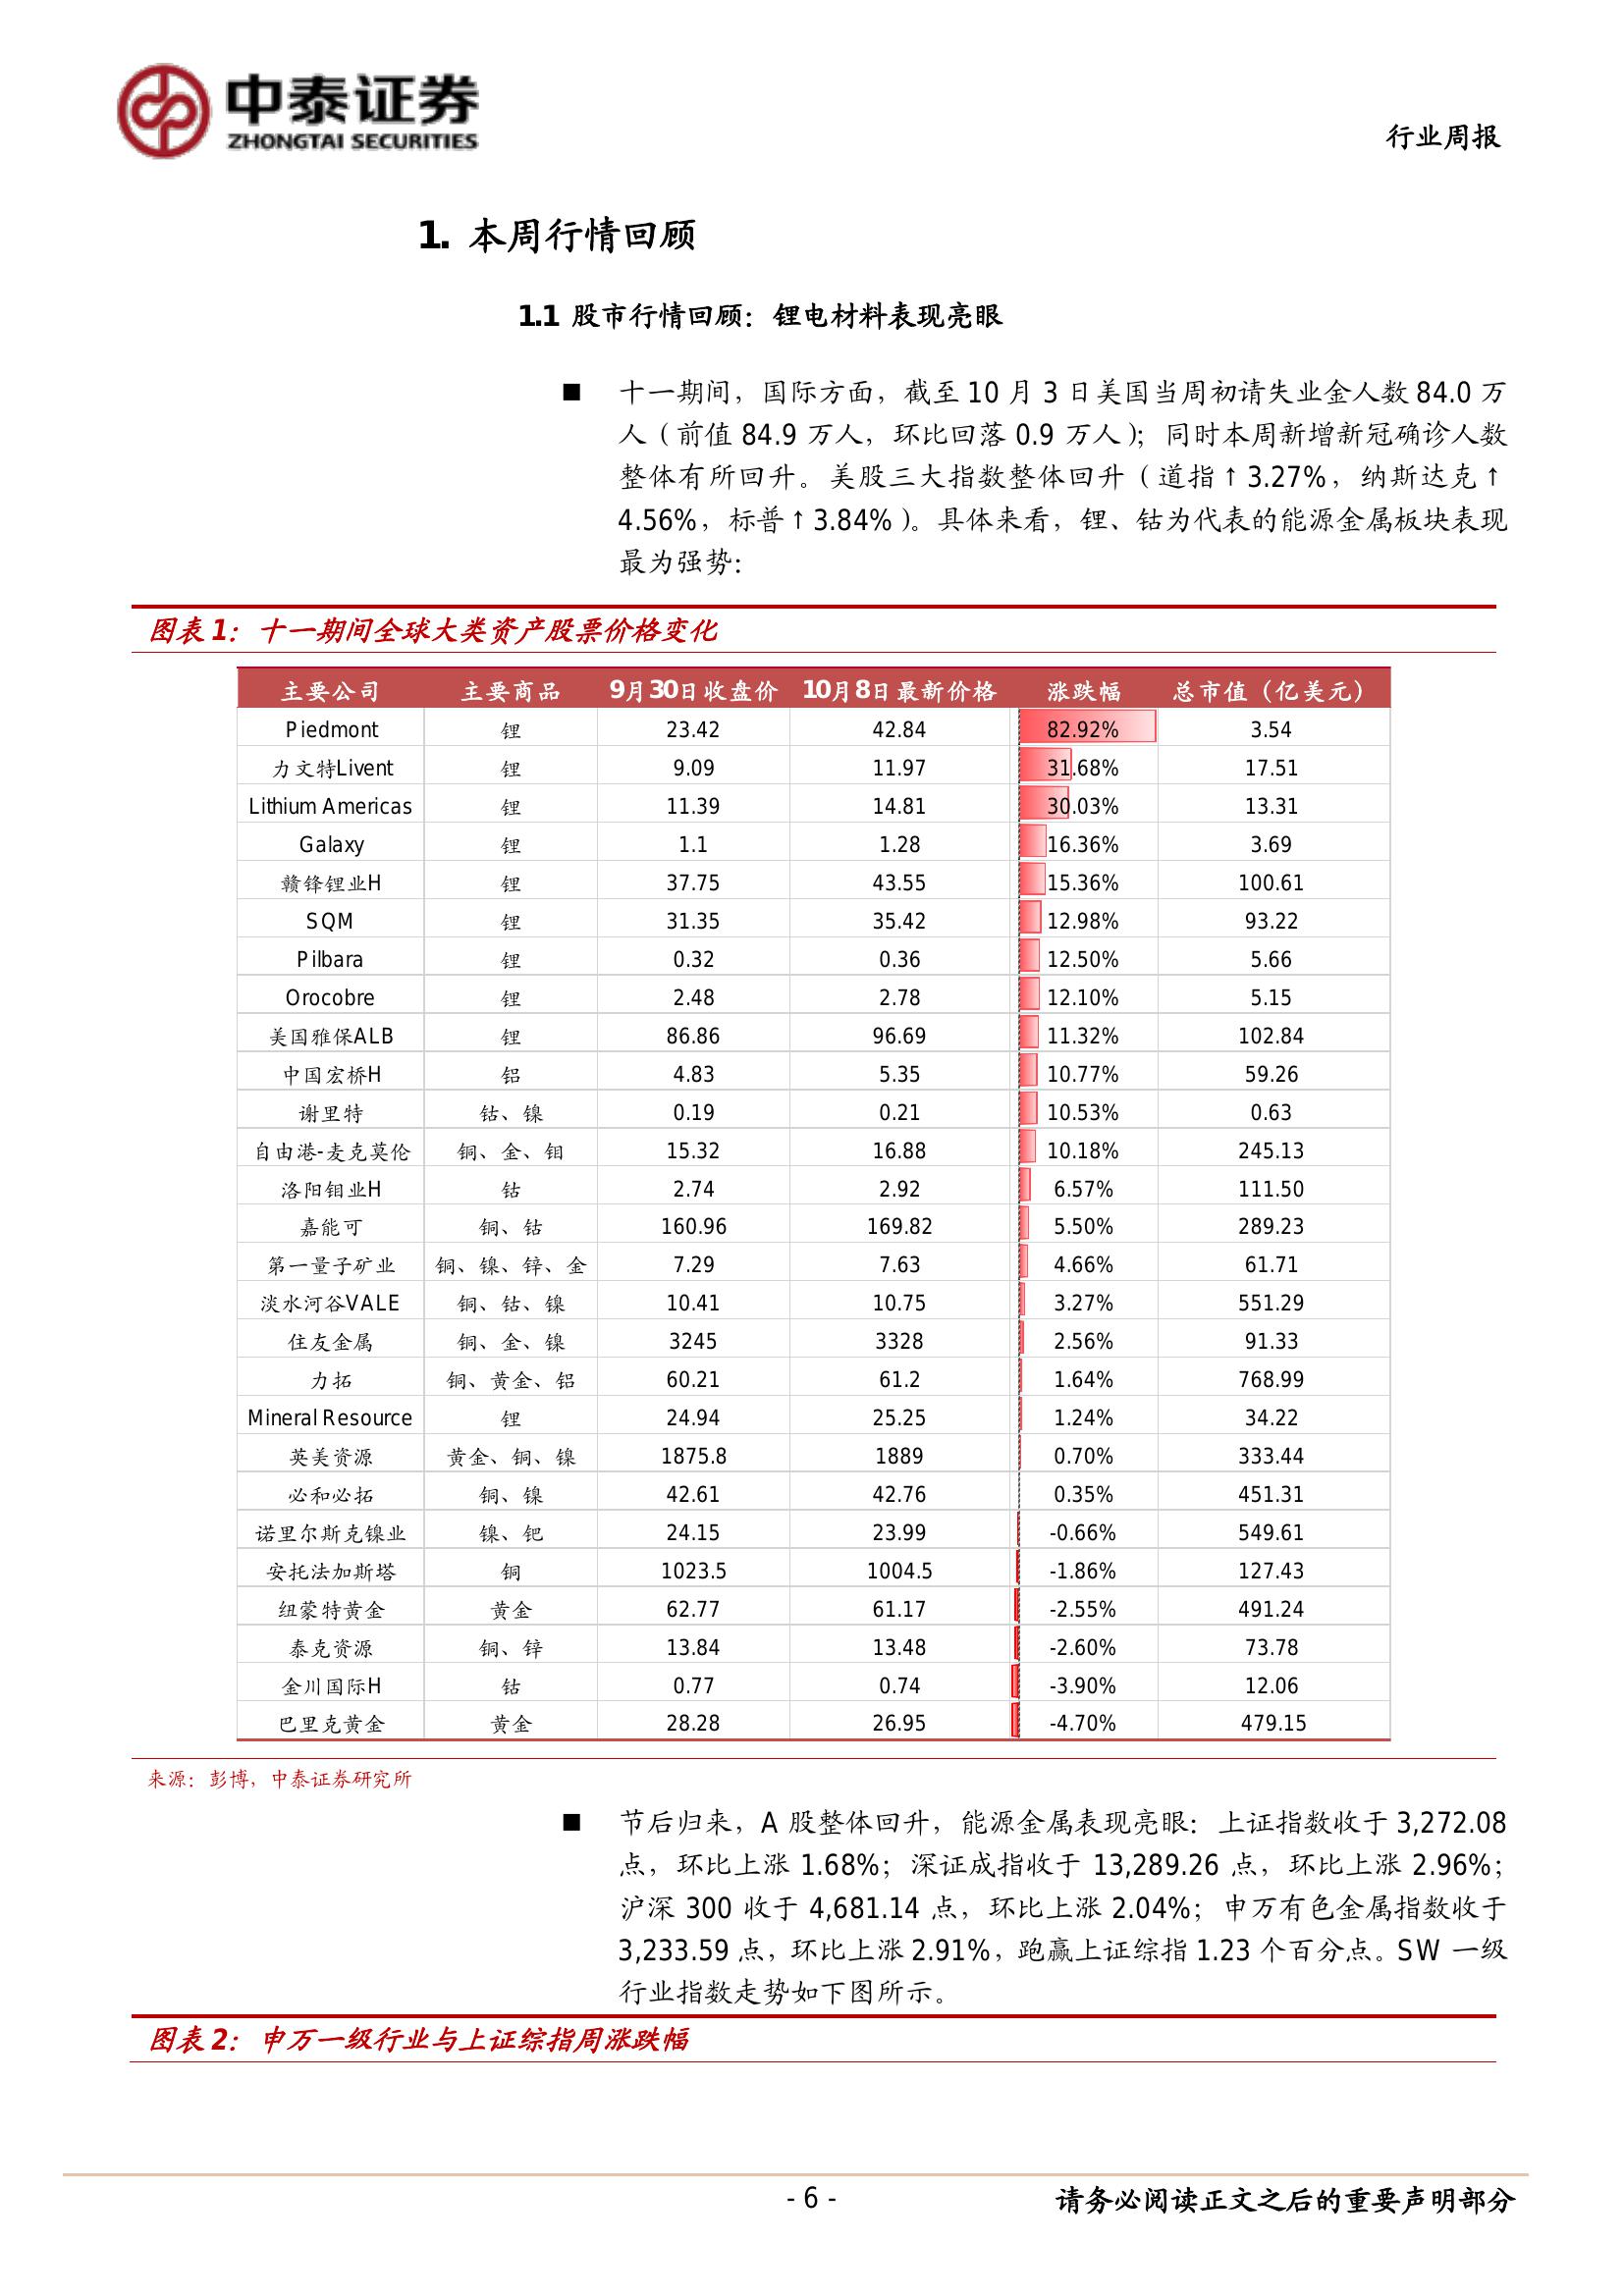 中泰证券
ZHONGTAI SECURITIES
行业周报
1. 本周行情回顾
1.1 股市行情回顾：锂电材料表现亮眼
■ 十一期间，国际方面，截至 10 月 3 日美国当周初请失业金人数 84.0 万
人（前值 84.9 万人，环比回落 0.9 万人）；同时本周新增新冠确诊人数
整体有所回升。美股三大指数整体回升（道指↑3.27%，纳斯达克↑
4.56%，标普↑3.84%）。具体来看，锂、钴为代表的能源金属板块表现
最为强势：
图表 1：十一期间全球大类资产股票价格变化
主要公司 主要商品 9月30日收盘价 10月8日最新价格 涨跌幅 总市值（亿美元）
Piedmont 锂 23.42 42.84 82.92% 3.54
力文特Livent 锂 9.09 11.97 31.68% 17.51
Lithium Americas 锂 11.39 14.81 30.03% 13.31
Galaxy 锂 1.1 1.28 16.36% 3.69
赣锋锂业H 锂 37.75 43.55 15.36% 100.61
SQM 锂 31.35 35.42 12.98% 93.22
Pilbara 锂 0.32 0.36 12.50% 5.66
Orocobre 锂 2.48 2.78 12.10% 5.15
美国雅保ALB 锂 86.86 96.69 11.32% 102.84
中国宏桥H 铝 4.83 5.35 10.77% 59.26
谢里特 钴、镍 0.19 0.21 10.53% 0.63
自由港-麦克莫伦 铜、金、钼 15.32 16.88 10.18% 245.13
洛阳钼业H 钴 2.74 2.92 6.57% 111.50
嘉能可 铜、钴 160.96 169.82 5.50% 289.23
第一量子矿业 铜、镍、锌、金 7.29 7.63 4.66% 61.71
淡水河谷VALE 铜、钴、镍 10.41 10.75 3.27% 551.29
住友金属 铜、金、镍 3245 3328 2.56% 91.33
力拓 铜、黄金、铝 60.21 61.2 1.64% 768.99
Mineral Resource 锂 24.94 25.25 1.24% 34.22
英美资源 黄金、铜、镍 1875.8 1889 0.70% 333.44
必和必拓 铜、镍 42.61 42.76 0.35% 451.31
诺里尔斯克镍业 镍、钯 24.15 23.99 -0.66% 549.61
安托法加斯塔 铜 1023.5 1004.5 -1.86% 127.43
纽蒙特黄金 黄金 62.77 61.17 -2.55% 491.24
泰克资源 铜、锌 13.84 13.48 -2.60% 73.78
金川国际H 钴 0.77 0.74 -3.90% 12.06
巴里克黄金 黄金 28.28 26.95 -4.70% 479.15
来源：彭博，中泰证券研究所
■ 节后归来，A 股整体回升，能源金属表现亮眼：上证指数收于 3,272.08
点，环比上涨 1.68%；深证成指收于 13,289.26 点，环比上涨 2.96%；
沪深 300 收于 4,681.14 点，环比上涨 2.04%；申万有色金属指数收于
3,233.59 点，环比上涨 2.91%，跑赢上证综指 1.23 个百分点。SW 一级
行业指数走势如下图所示。
图表 2：申万一级行业与上证综指周涨跌幅
- 6 -
请务必阅读正文之后的重要声明部分